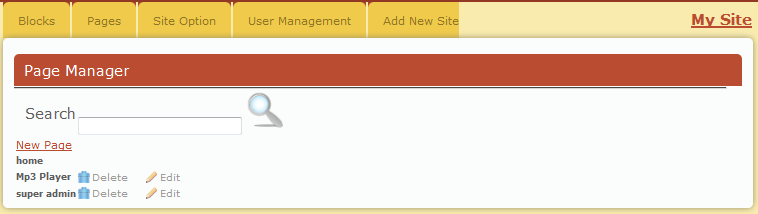 Blocks Pages Site Option User Management Add New Site My Site
Page Manager
Search
New Page
home
Mp3 Player Delete Edit
super admin Delete Edit